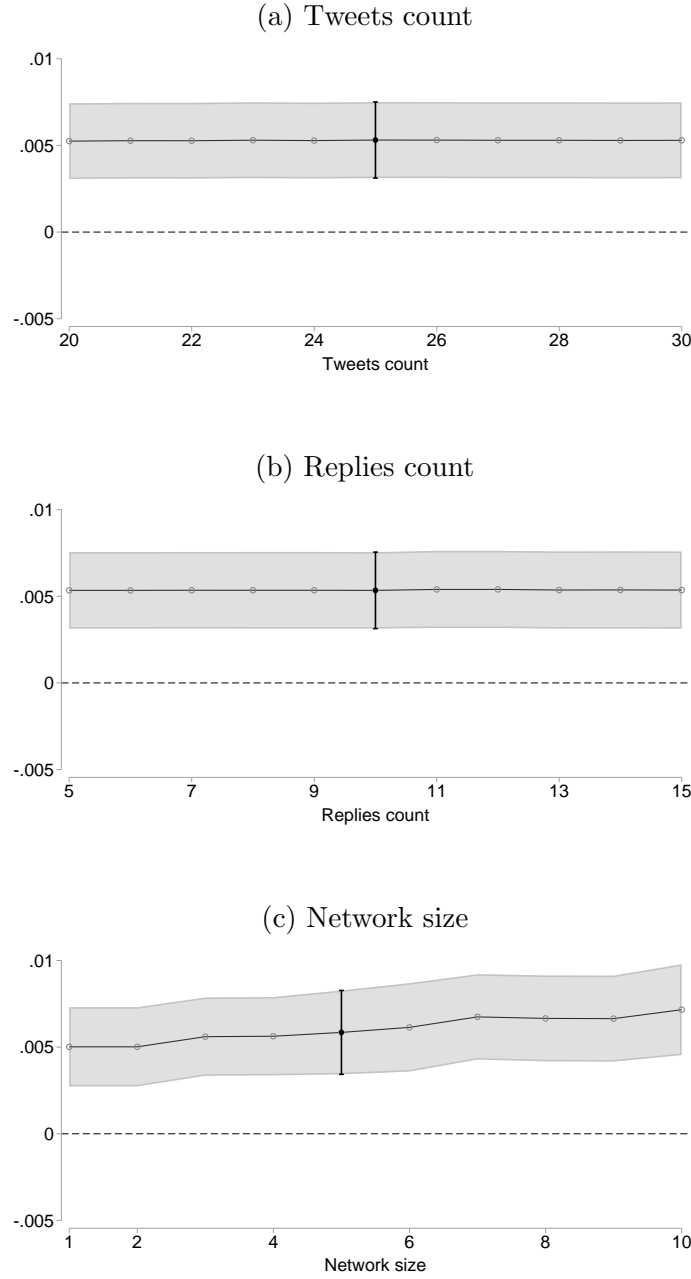 (a) Tweets count
.01
.005
0
-.005
20 22 24 26 28 30
Tweets count
(b) Replies count
.01
.005
0
-.005
5 7 9 11 13 15
Replies count
(c) Network size
.01
.005
0
-.005
1 2 4 6 8 10
Network size